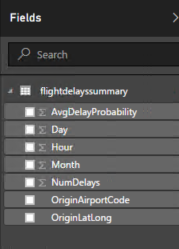 Fields
Search
flightdelayssummary
∑ AvgDelayProbability
∑ Day
∑ Hour
∑ Month
∑ NumDelays
OriginAirportCode
OriginLatLong